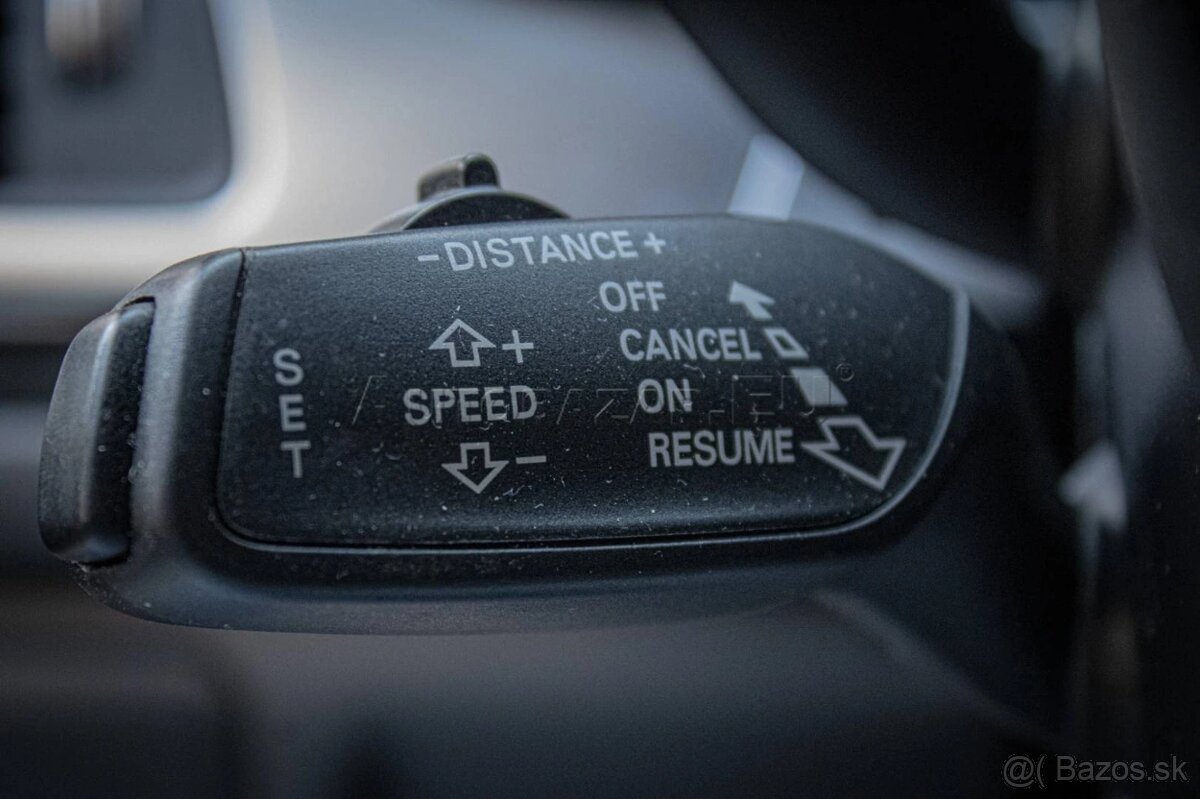 -DISTANCE+
OFF
+
CANCEL
SET
SPEED
ON
-
RESUME
@( Bazos.sk